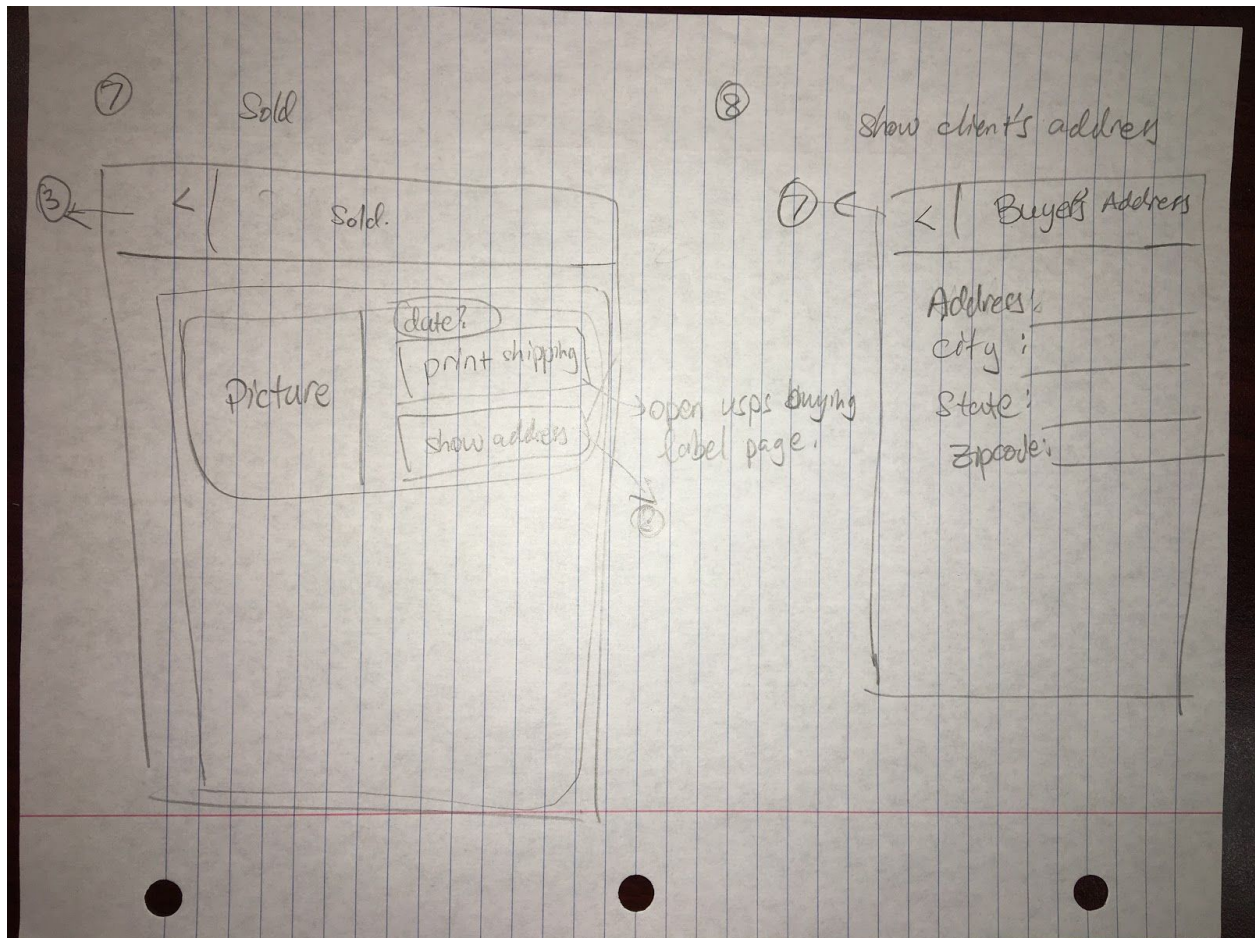 ⑦ Sold
③ < Sold.
Picture
date?
print shipping
show address
open usps buying
label page.
⑧
show client's address
⑦ < Buyer's Address
Address:
city :
State:
Zipcode: